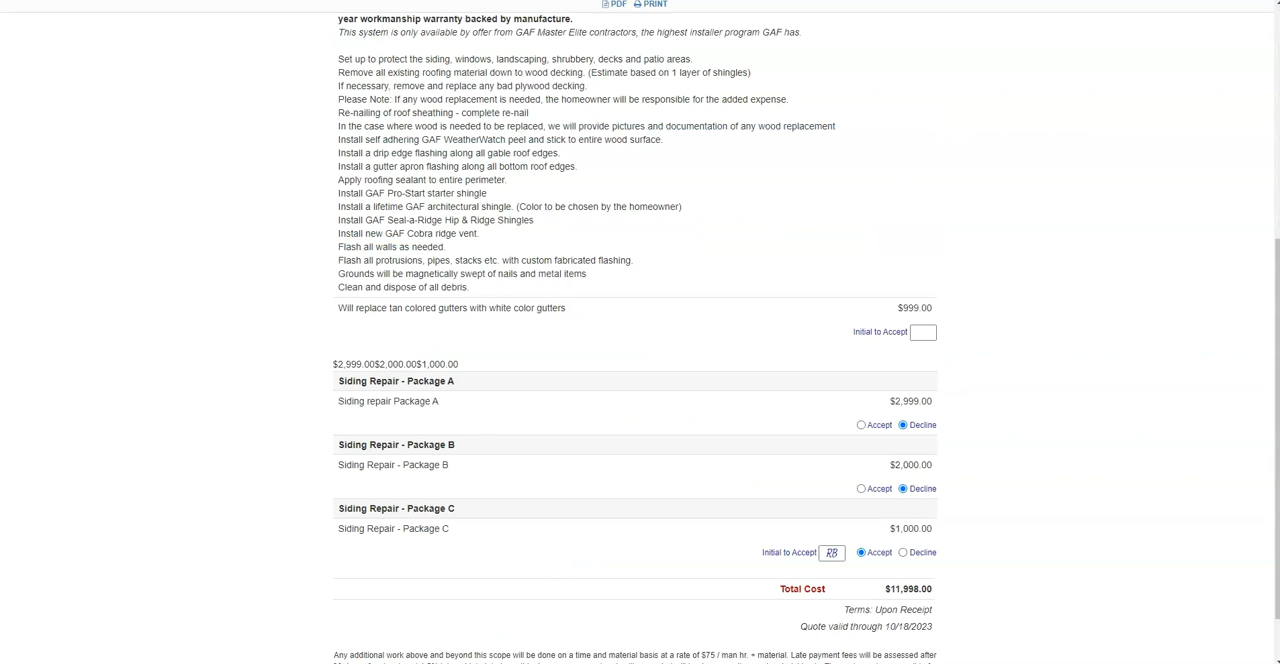 PDF PRINT
year workmanship warranty backed by manufacture.
This system is only available by offer from GAF Master Elite contractors, the highest installer program GAF has.
Set up to protect the siding, windows, landscaping, shrubbery, decks and patio areas.
Remove all existing roofing material down to wood decking. (Estimate based on 1 layer of shingles)
If necessary, remove and replace any bad plywood decking.
Please Note: If any wood replacement is needed, the homeowner will be responsible for the added expense.
Re-nailing of roof sheathing - complete re-nail
In the case where wood is needed to be replaced, we will provide pictures and documentation of any wood replacement
Install self adhering GAF WeatherWatch peel and stick to entire wood surface.
Install a drip edge flashing along all gable roof edges.
Install a gutter apron flashing along all bottom roof edges.
Apply roofing sealant to entire perimeter.
Install GAF Pro-Start starter shingle
Install a lifetime GAF architectural shingle. (Color to be chosen by the homeowner)
Install GAF Seal-a-Ridge Hip & Ridge Shingles
Install new GAF Cobra ridge vent.
Flash all walls as needed.
Flash all protrusions, pipes, stacks etc. with custom fabricated flashing.
Grounds will be magnetically swept of nails and metal items
Clean and dispose of all debris.
Will replace tan colored gutters with white color gutters $999.00
Initial to Accept
$2,999.00$2,000.00$1,000.00
Siding Repair - Package A
Siding repair Package A $2,999.00
Accept Decline
Siding Repair - Package B
Siding Repair - Package B $2,000.00
Accept Decline
Siding Repair - Package C
Siding Repair - Package C $1,000.00
Initial to Accept RB Accept Decline
Total Cost $11,998.00
Terms: Upon Receipt
Quote valid through 10/18/2023
Any additional work above and beyond this scope will be done on a time and material basis at a rate of $75 / man hr. + material. Late payment fees will be assessed after